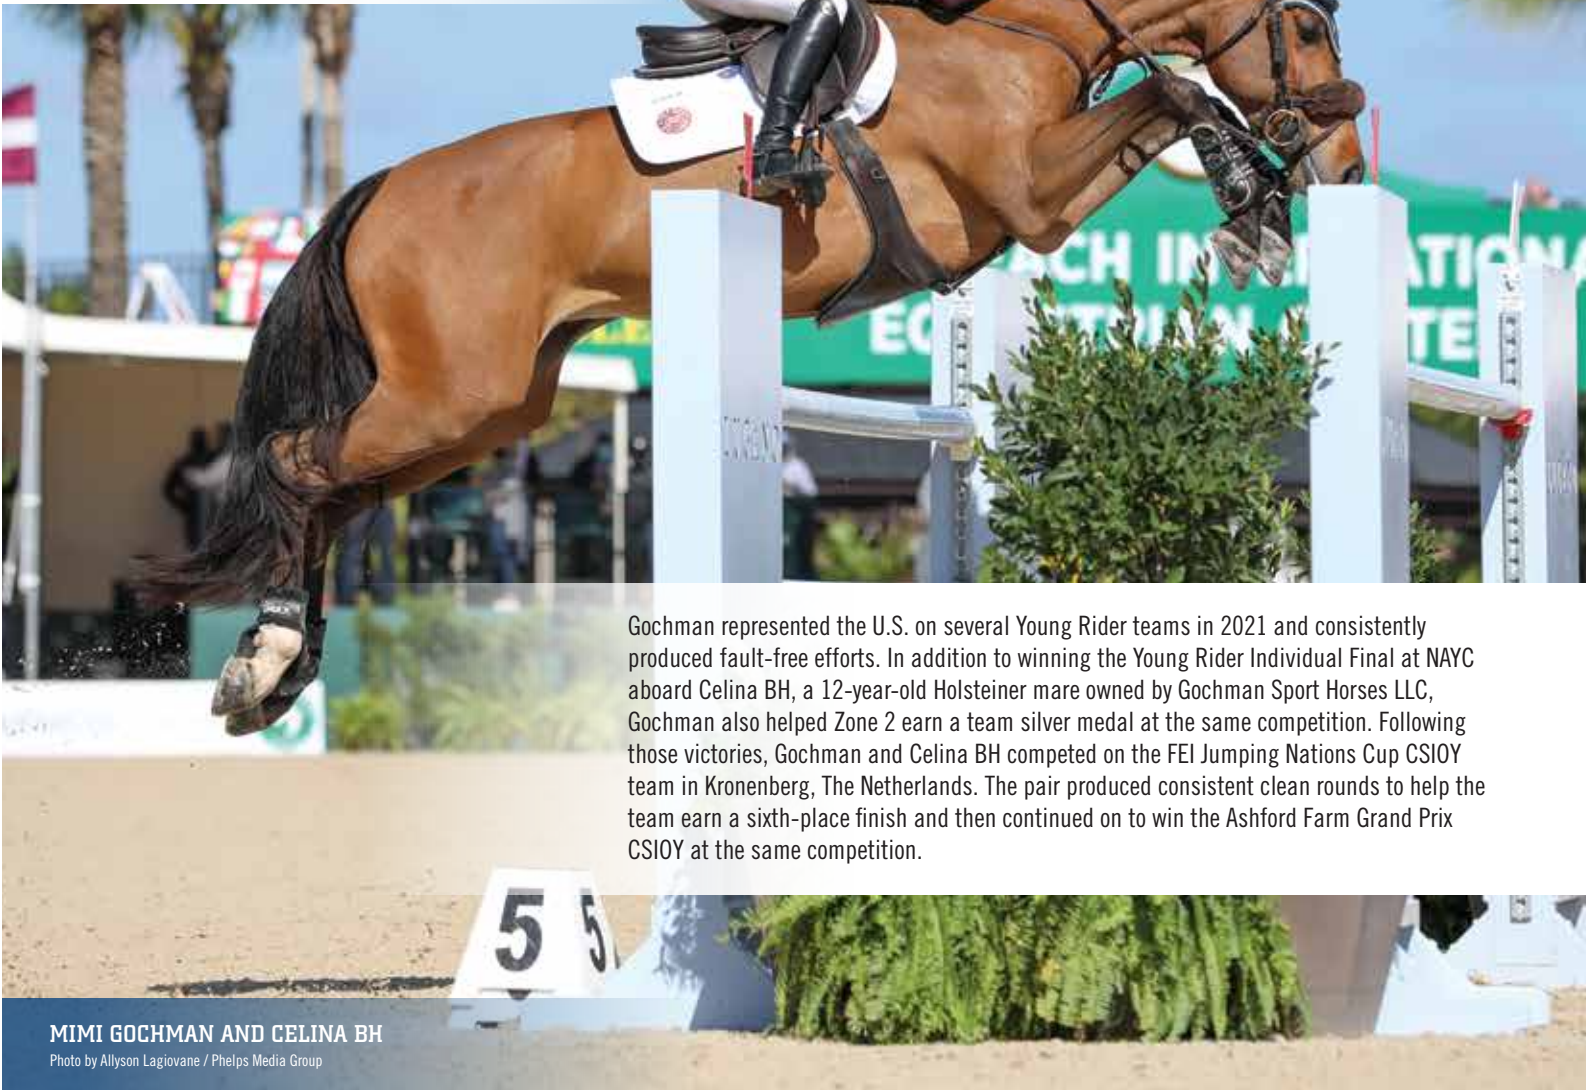 ACH IN
ATIONA
EQ
TE
Gochman represented the U.S. on several Young Rider teams in 2021 and consistently
produced fault-free efforts. In addition to winning the Young Rider Individual Final at NAYC
aboard Celina BH, a 12-year-old Holsteiner mare owned by Gochman Sport Horses LLC,
Gochman also helped Zone 2 earn a team silver medal at the same competition. Following
those victories, Gochman and Celina BH competed on the FEI Jumping Nations Cup CSIOY
team in Kronenberg, The Netherlands. The pair produced consistent clean rounds to help the
team earn a sixth-place finish and then continued on to win the Ashford Farm Grand Prix
CSIOY at the same competition.
5 5
MIMI GOCHMAN AND CELINA BH
Photo by Allyson Lagiovane / Phelps Media Group